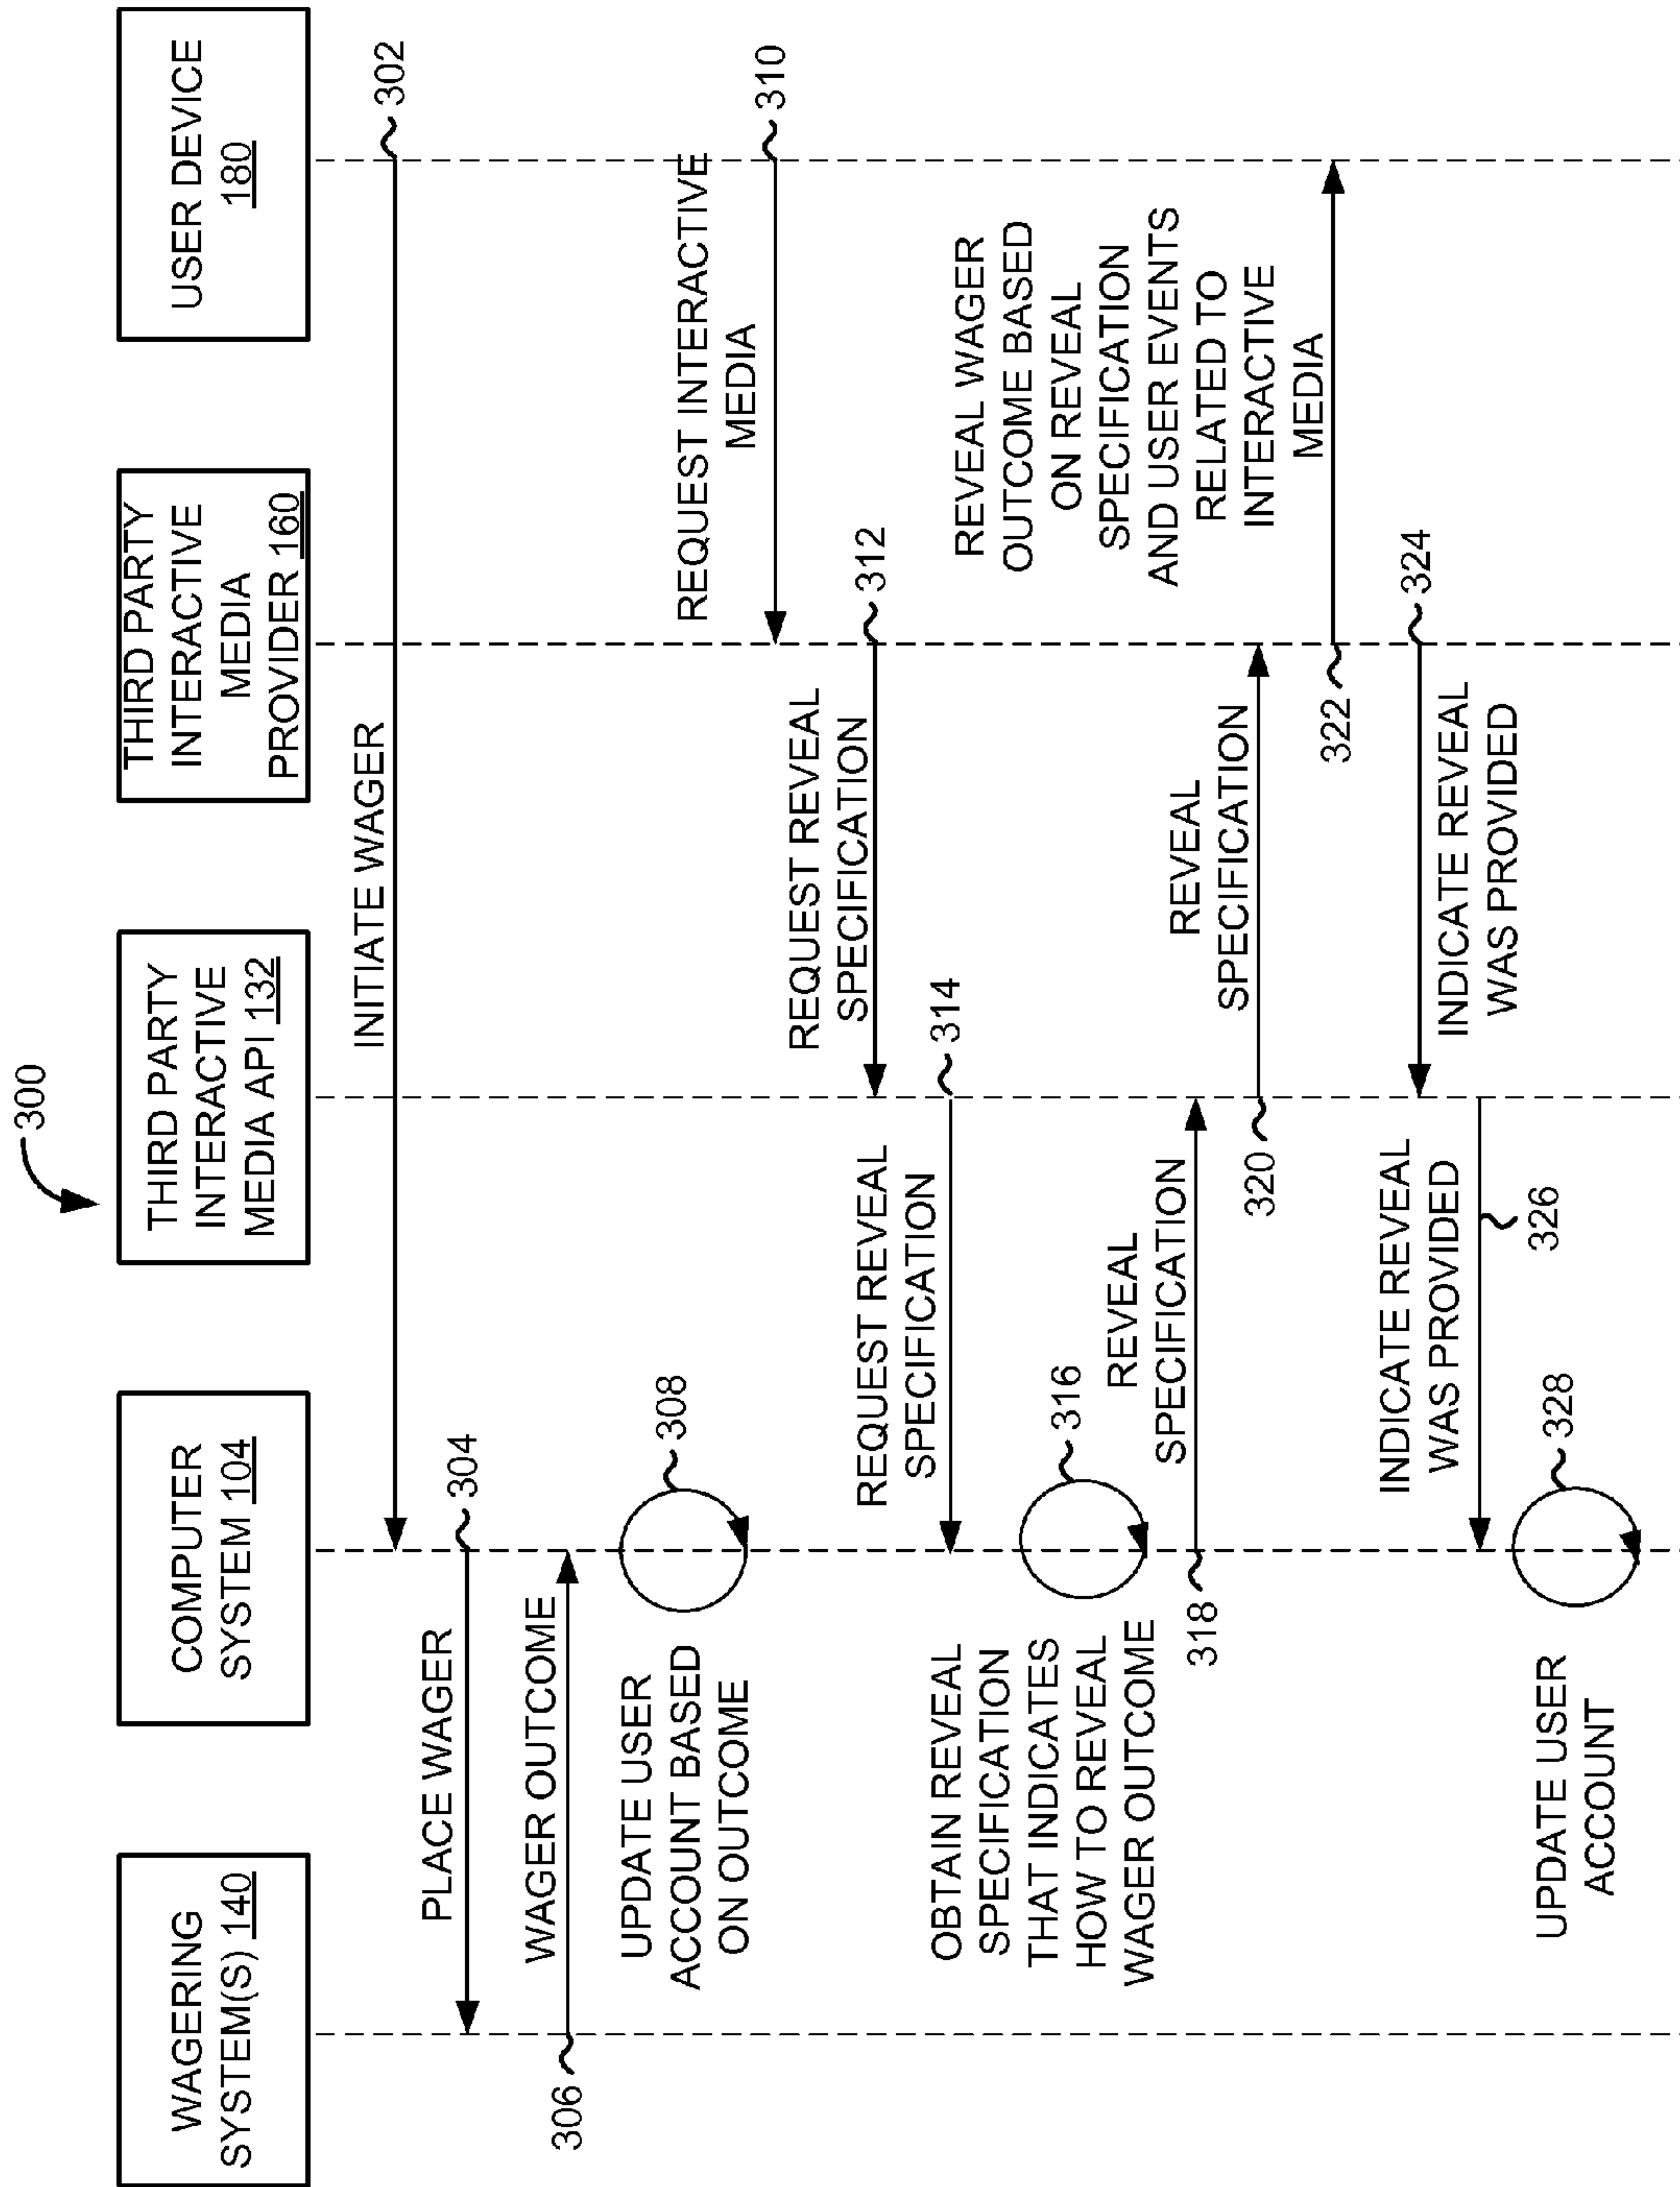 300
WAGERING
SYSTEM(S) 140
COMPUTER
SYSTEM 104
THIRD PARTY
INTERACTIVE
MEDIA API 132
THIRD PARTY
INTERACTIVE
MEDIA
PROVIDER 160
USER DEVICE
180
INITIATE WAGER
302
PLACE WAGER
304
WAGER OUTCOME
306
UPDATE USER
ACCOUNT BASED
ON OUTCOME
308
REQUEST INTERACTIVE
MEDIA
310
REQUEST REVEAL
SPECIFICATION
312
REQUEST REVEAL
SPECIFICATION
314
OBTAIN REVEAL
SPECIFICATION
THAT INDICATES
HOW TO REVEAL
WAGER OUTCOME
316
REVEAL
SPECIFICATION
318
REVEAL
SPECIFICATION
320
REVEAL WAGER
OUTCOME BASED
ON REVEAL
SPECIFICATION
AND USER EVENTS
RELATED TO
INTERACTIVE
MEDIA
322
INDICATE REVEAL
WAS PROVIDED
324
INDICATE REVEAL
WAS PROVIDED
326
UPDATE USER
ACCOUNT
328